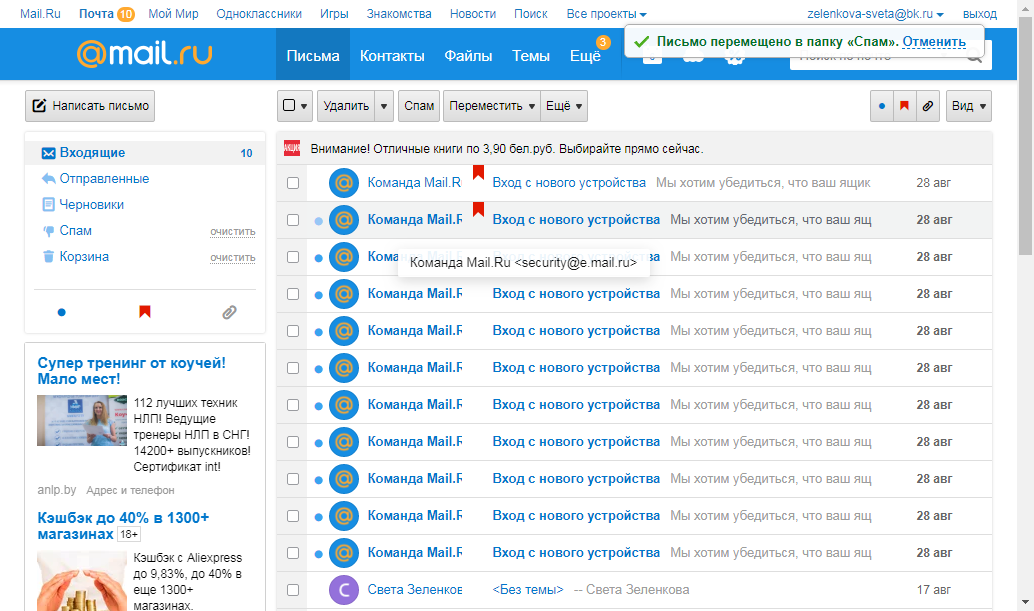 Mail.Ru Почта 10 Мой Мир Одноклассники Игры Знакомства Новости Поиск Все проекты zelenkova-sveta@bk.ru выход
@mail.ru Письма Контакты Файлы Темы Ещё 3
Письмо перемещено в папку «Спам». Отменить
Написать письмо Удалить Спам Переместить Ещё Вид
Входящие 10
Отправленные
Черновики
Спам очистить
Корзина очистить
АКЦИЯ Внимание! Отличные книги по 3,90 бел.руб. Выбирайте прямо сейчас.
Команда Mail.R Вход с нового устройства Мы хотим убедиться, что ваш ящик 28 авг
Команда Mail.R Вход с нового устройства Мы хотим убедиться, что ваш ящ 28 авг
Мы хотим убедиться, что ваш ящ 28 авг
Команда Mail.Ru <security@e.mail.ru>
Команда Mail.R Вход с нового устройства Мы хотим убедиться, что ваш ящ 28 авг
Команда Mail.R Вход с нового устройства Мы хотим убедиться, что ваш ящ 28 авг
Команда Mail.R Вход с нового устройства Мы хотим убедиться, что ваш ящ 28 авг
Команда Mail.R Вход с нового устройства Мы хотим убедиться, что ваш ящ 28 авг
Команда Mail.R Вход с нового устройства Мы хотим убедиться, что ваш ящ 28 авг
Команда Mail.R Вход с нового устройства Мы хотим убедиться, что ваш ящ 28 авг
Команда Mail.R Вход с нового устройства Мы хотим убедиться, что ваш ящ 28 авг
Команда Mail.R Вход с нового устройства Мы хотим убедиться, что ваш ящ 28 авг
С Света Зеленков <Без темы> -- Света Зеленкова 17 авг
Супер тренинг от коучей!
Мало мест!
112 лучших техник
НЛП! Ведущие
тренеры НЛП в СНГ!
14200+ выпускников!
Сертификат int!
anlp.by Адрес и телефон
Кэшбэк до 40% в 1300+
магазинах 18+
Кэшбэк с Aliexpress
до 9,83%, до 40% в
еще 1300+
магазинах.